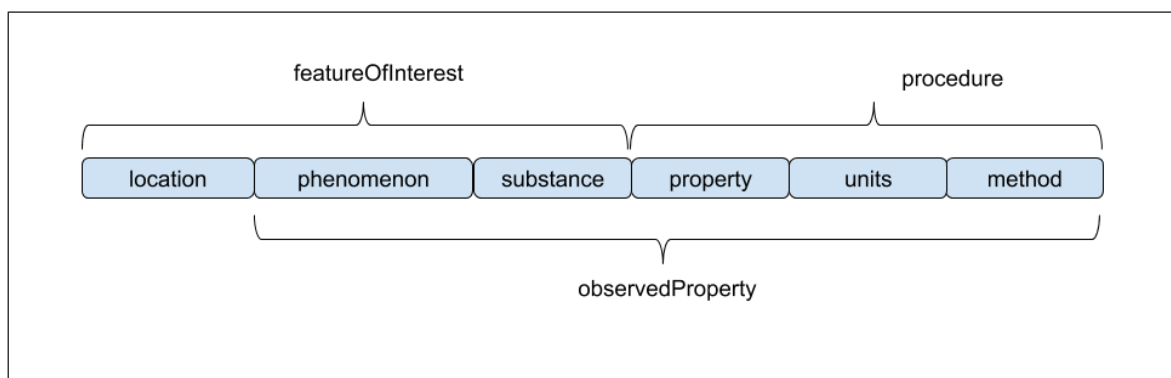 featureOfInterest
procedure
location phenomenon substance property units method
observedProperty